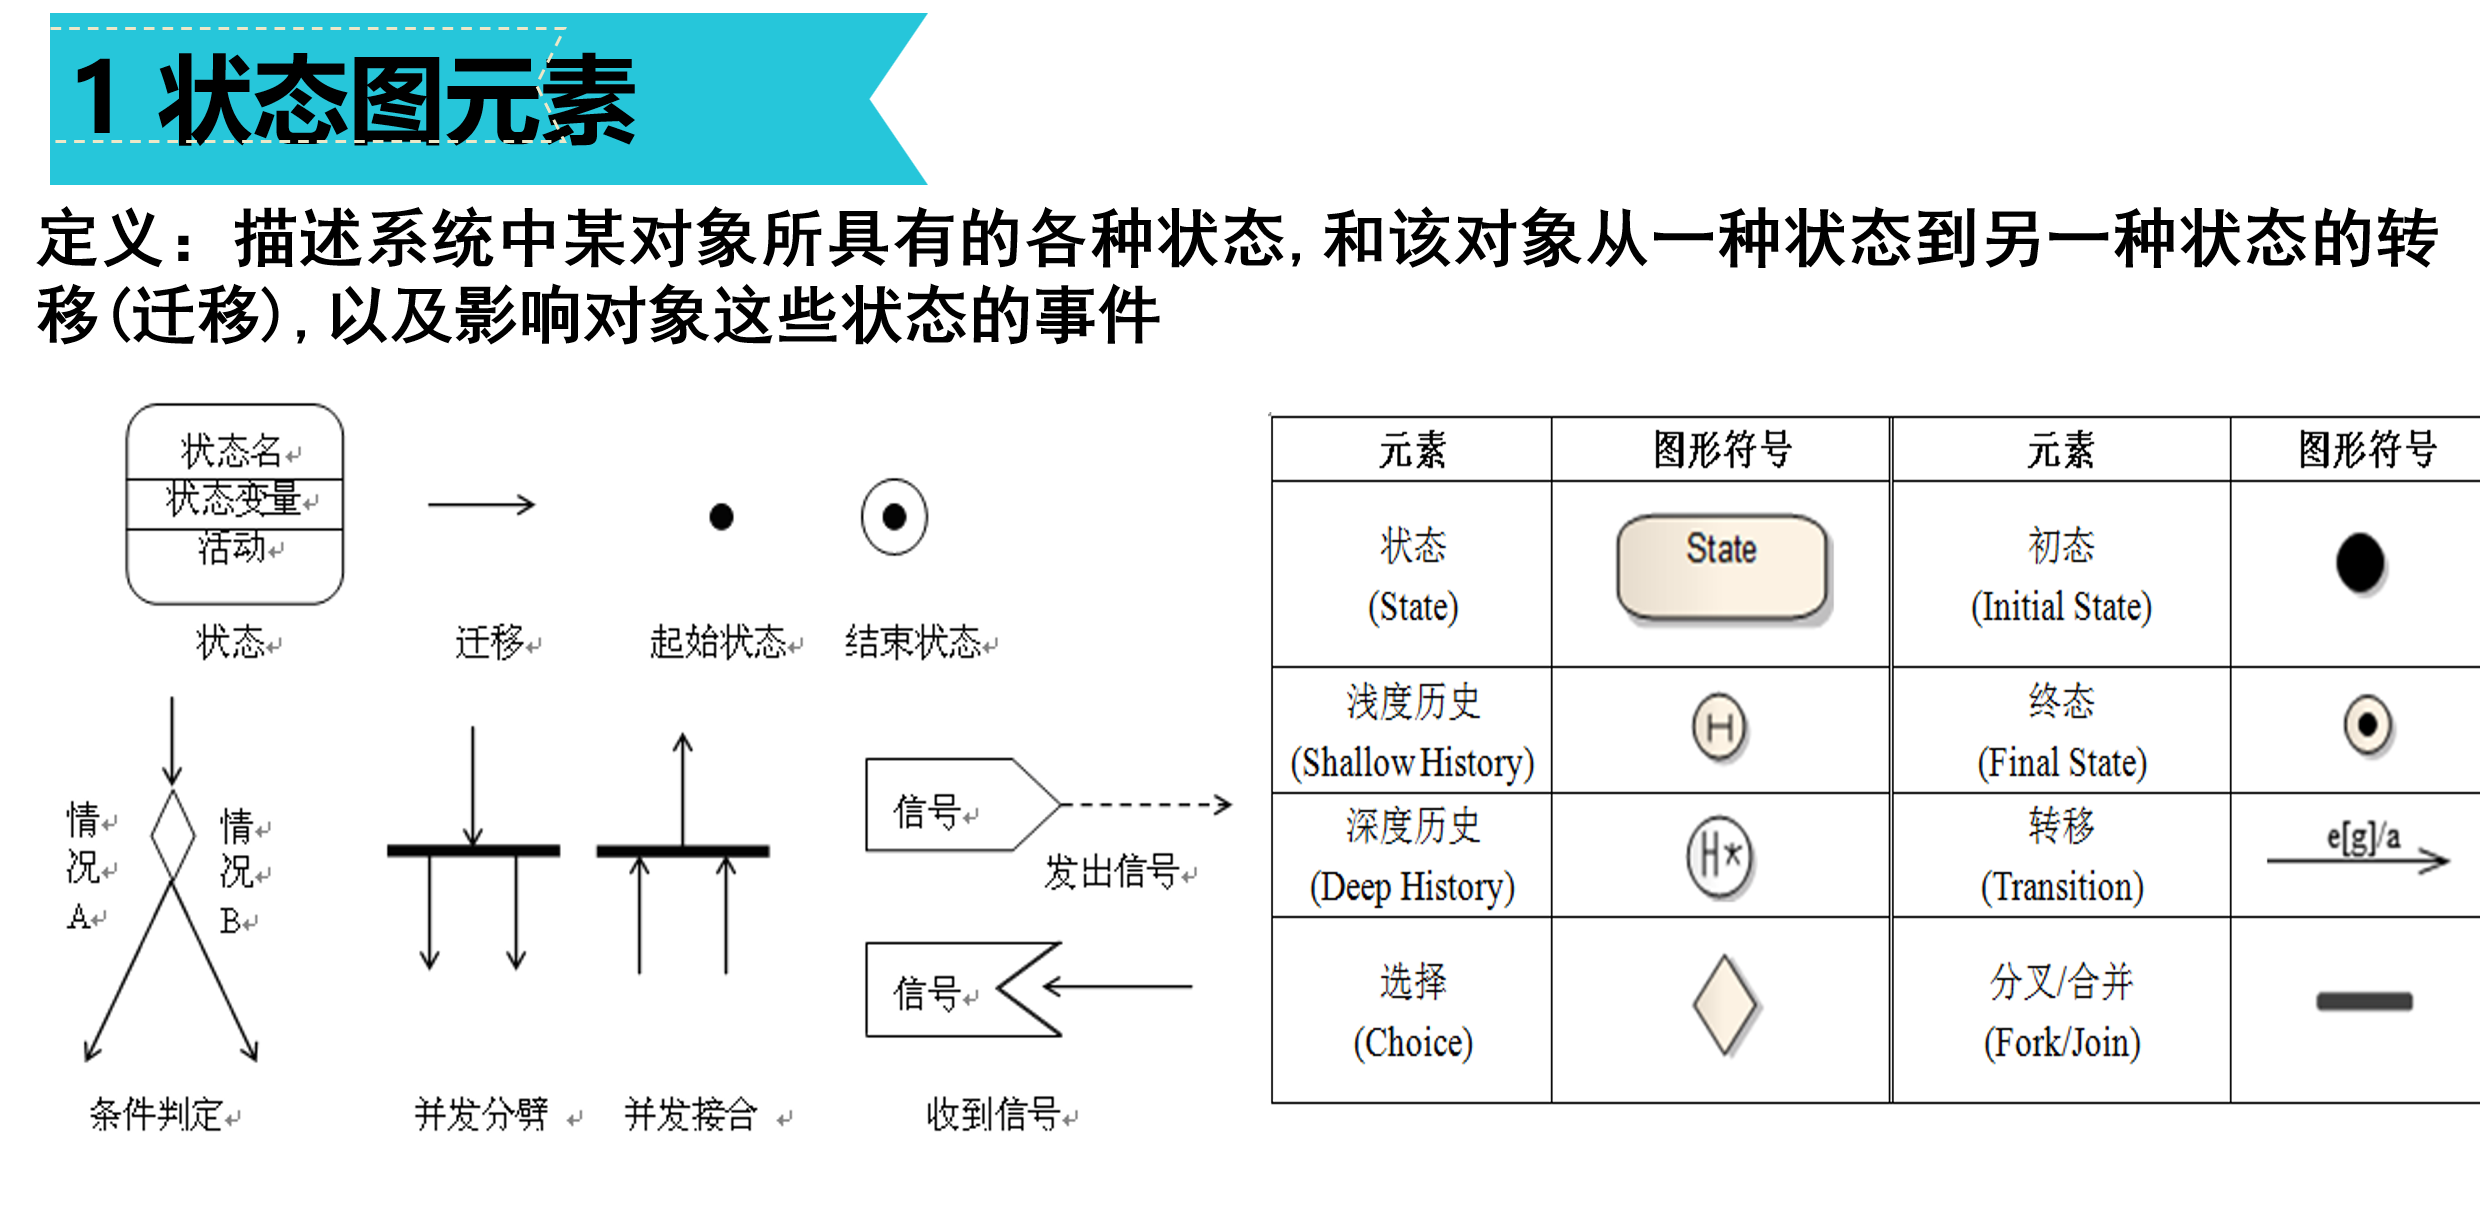 1 状态图元素
定义：描述系统中某对象所具有的各种状态,和该对象从一种状态到另一种状态的转
移(迁移),以及影响对象这些状态的事件
状态名
状态变量
活动
状态
迁移
起始状态
结束状态
情
况
A
情
况
B
条件判定
并发分劈
并发接合
信号
发出信号
信号
收到信号
元素 图形符号 元素 图形符号
状态
(State)
State
初态
(Initial State)
浅度历史
(Shallow History)
H
终态
(Final State)
深度历史
(Deep History)
H*
转移
(Transition)
e[g]/a
选择
(Choice)
分叉/合并
(Fork/Join)